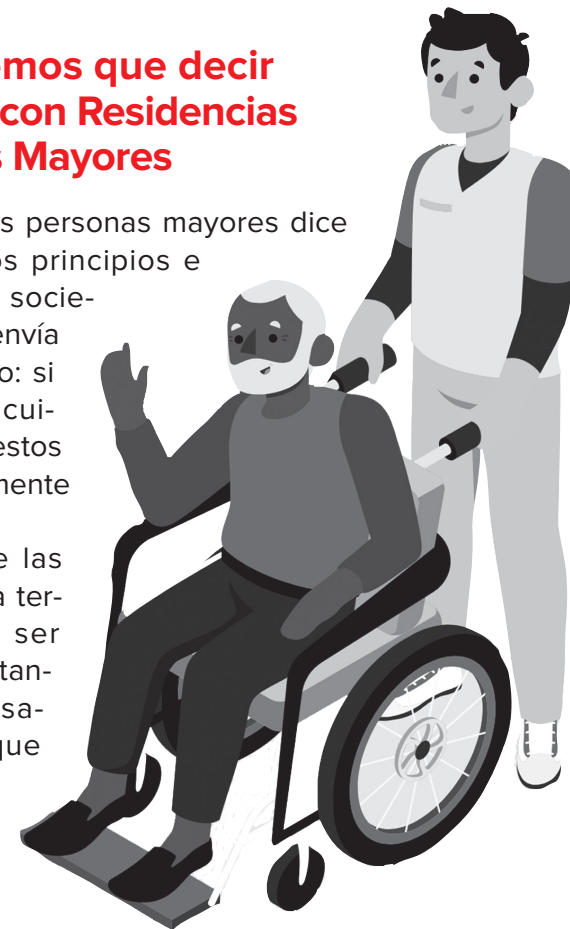 emos que decir
con Residencias
s Mayores
s personas mayores dice
os principios e
socie-
envía
o: si
cui-
estos
mente
e las
a ter-
ser
tan-
sa-
que